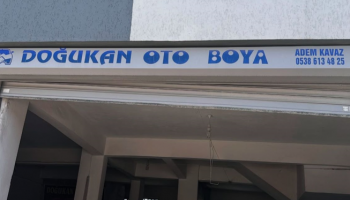 DOĞUKAN OTO BOYA
ADEM KAVAZ
0538 613 48 25